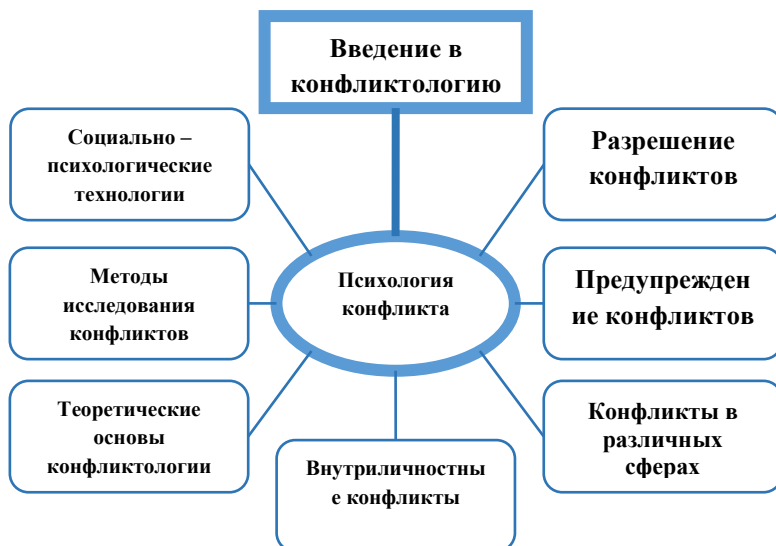 Введение в
конфликтологию
Социально –
психологические
технологии
Разрешение
конфликтов
Методы
исследования
конфликтов
Психология
конфликта
Предупрежден
ие конфликтов
Теоретические
основы
конфликтологии
Внутриличностны
е конфликты
Конфликты в
различных
сферах